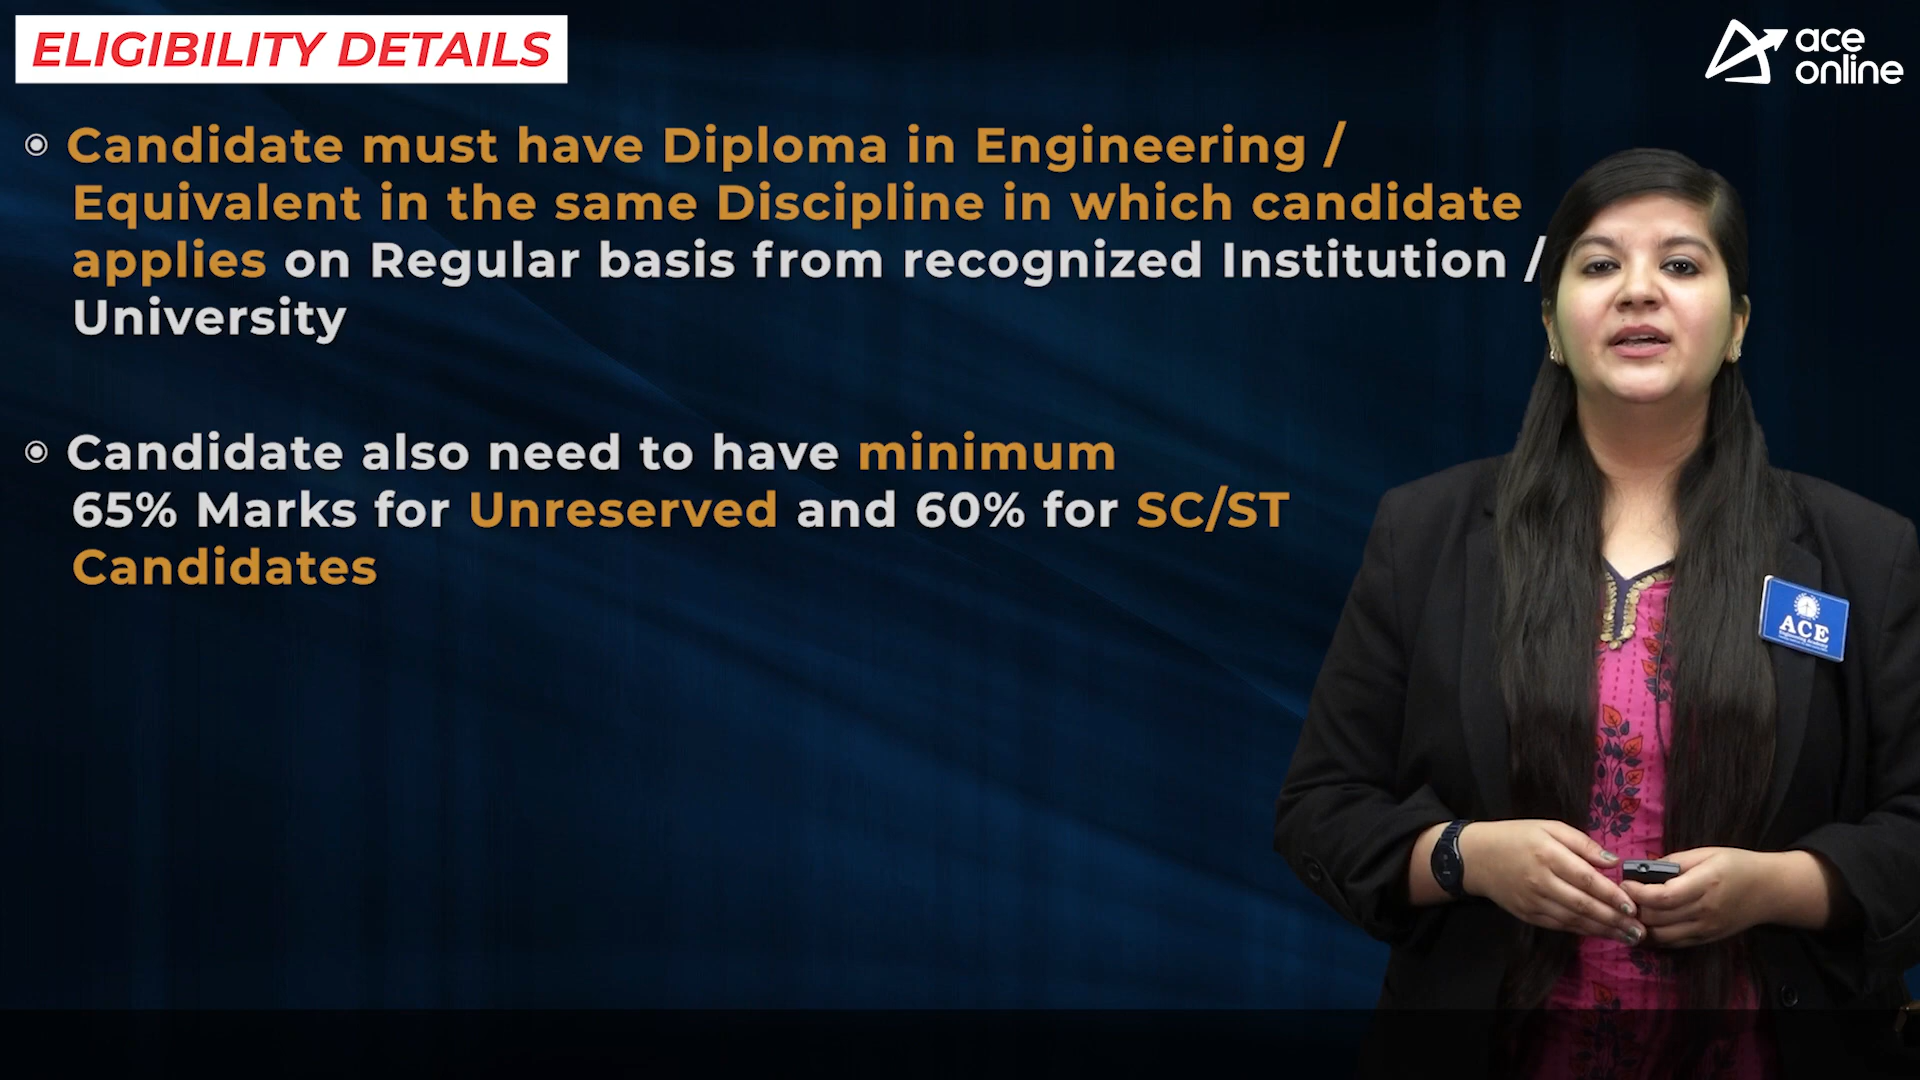 ELIGIBILITY DETAILS
ace
online
Candidate must have Diploma in Engineering /
Equivalent in the same Discipline in which candidate
applies on Regular basis from recognized Institution /
University
Candidate also need to have minimum
65% Marks for Unreserved and 60% for SC/ST
Candidates
ACE
Engineering Academy